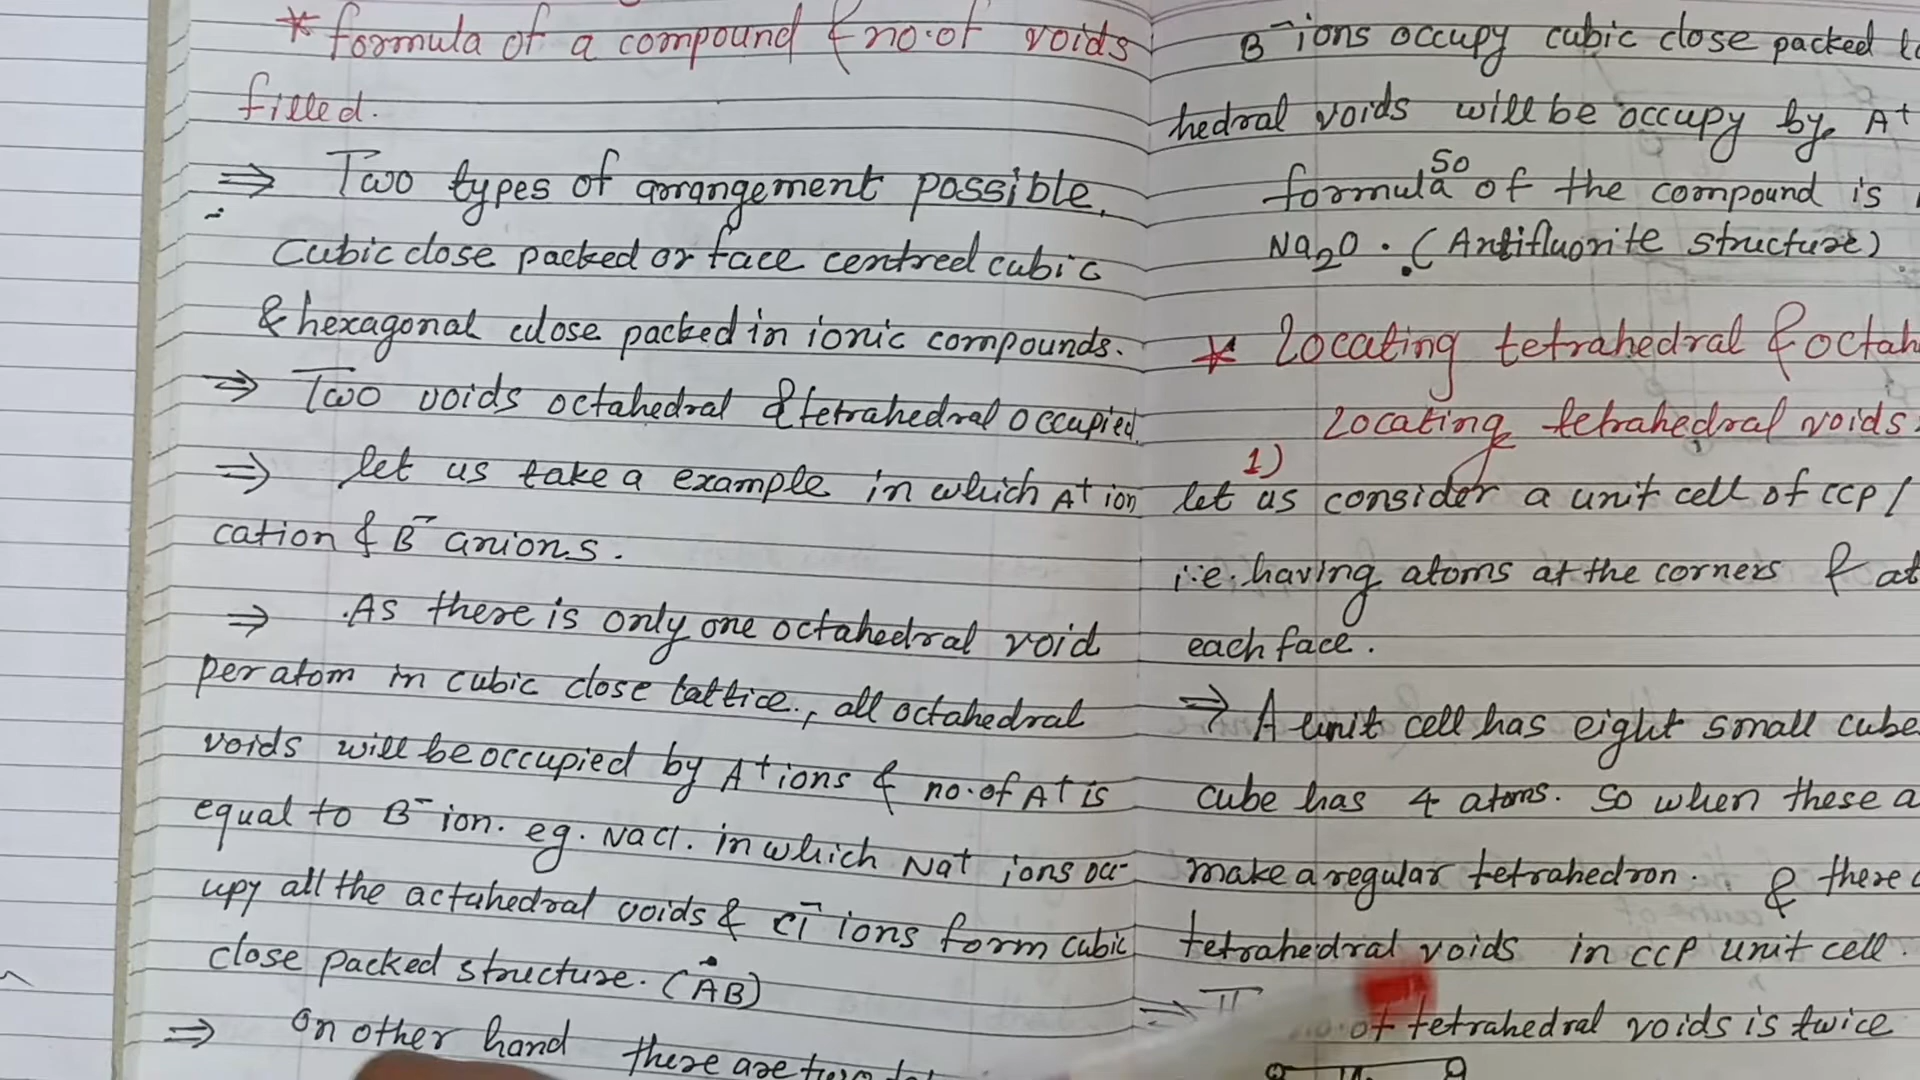 * formula of a compound & no. of voids
filled.
⇒ Two types of arrangement possible.
Cubic close packed or face centred cubic
& hexagonal close packed in ionic compounds.
⇒ Two voids octahedral & tetrahedral occupied.
⇒ let us take a example in which A+ ion
cation & B- anions.
⇒ As there is only one octahedral void
per atom in cubic close lattice, all octahedral
voids will be occupied by A+ ions & no. of A+ is
equal to B- ion. eg. NaCl. in which Na+ ions occ-
upy all the actahedral voids & Cl- ions form cubic
close packed structure. (AB)
⇒ On other hand there are
B- ions occupy cubic close packed
hedral voids will be occupy by A+
So
formula of the compound is
Na2O. (Antifluorite structure)
* Locating tetrahedral & octah
Locating tetrahedral voids
1)
let us consider a unit cell of ccp/
i.e. having atoms at the corners & at
each face.
⇒ A unit cell has eight small cube
cube has 4 atoms. So when these a
make a regular tetrahedron. & there
tetrahedral voids in ccp unit cell.
⇒ of tetrahedral voids is twice